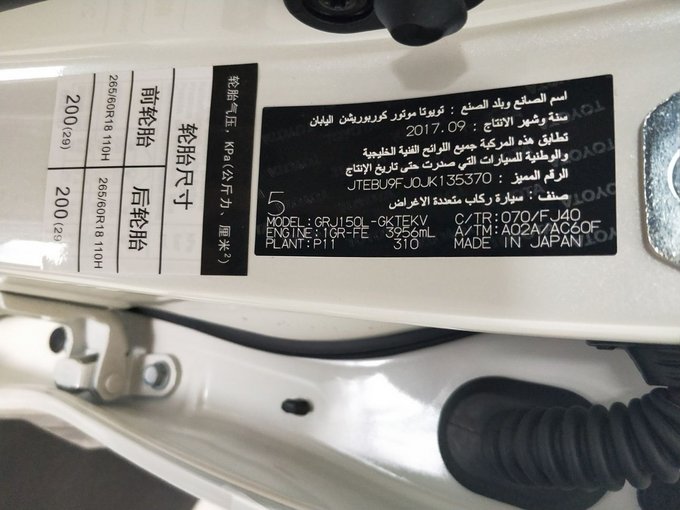 اسم الصانع وبلد الصنع : تويوتا موتور كوربوريشن اليابان
سنة وشهر الانتاج : 2017.09
تطابق هذه المركبة جميع اللوائح الفنية الخليجية
والوطنية للسيارات التي صدرت حتى تاريخ الإنتاج
الرقم المميز : JTEBU9FJ0JK135370
صنف : سيارة ركاب متعددة الاغراض
5
MODEL:GRJ150L-GKTEKV C/TR:070/FJ40
ENGINE:1GR-FE 3956mL A/TM:A02A/AC60F
PLANT:P11 310 MADE IN JAPAN
轮胎气压，KPa(公斤力、厘米²)
轮胎尺寸
前轮胎 后轮胎
265/60R18 110H 265/60R18 110H
200(29) 200(29)